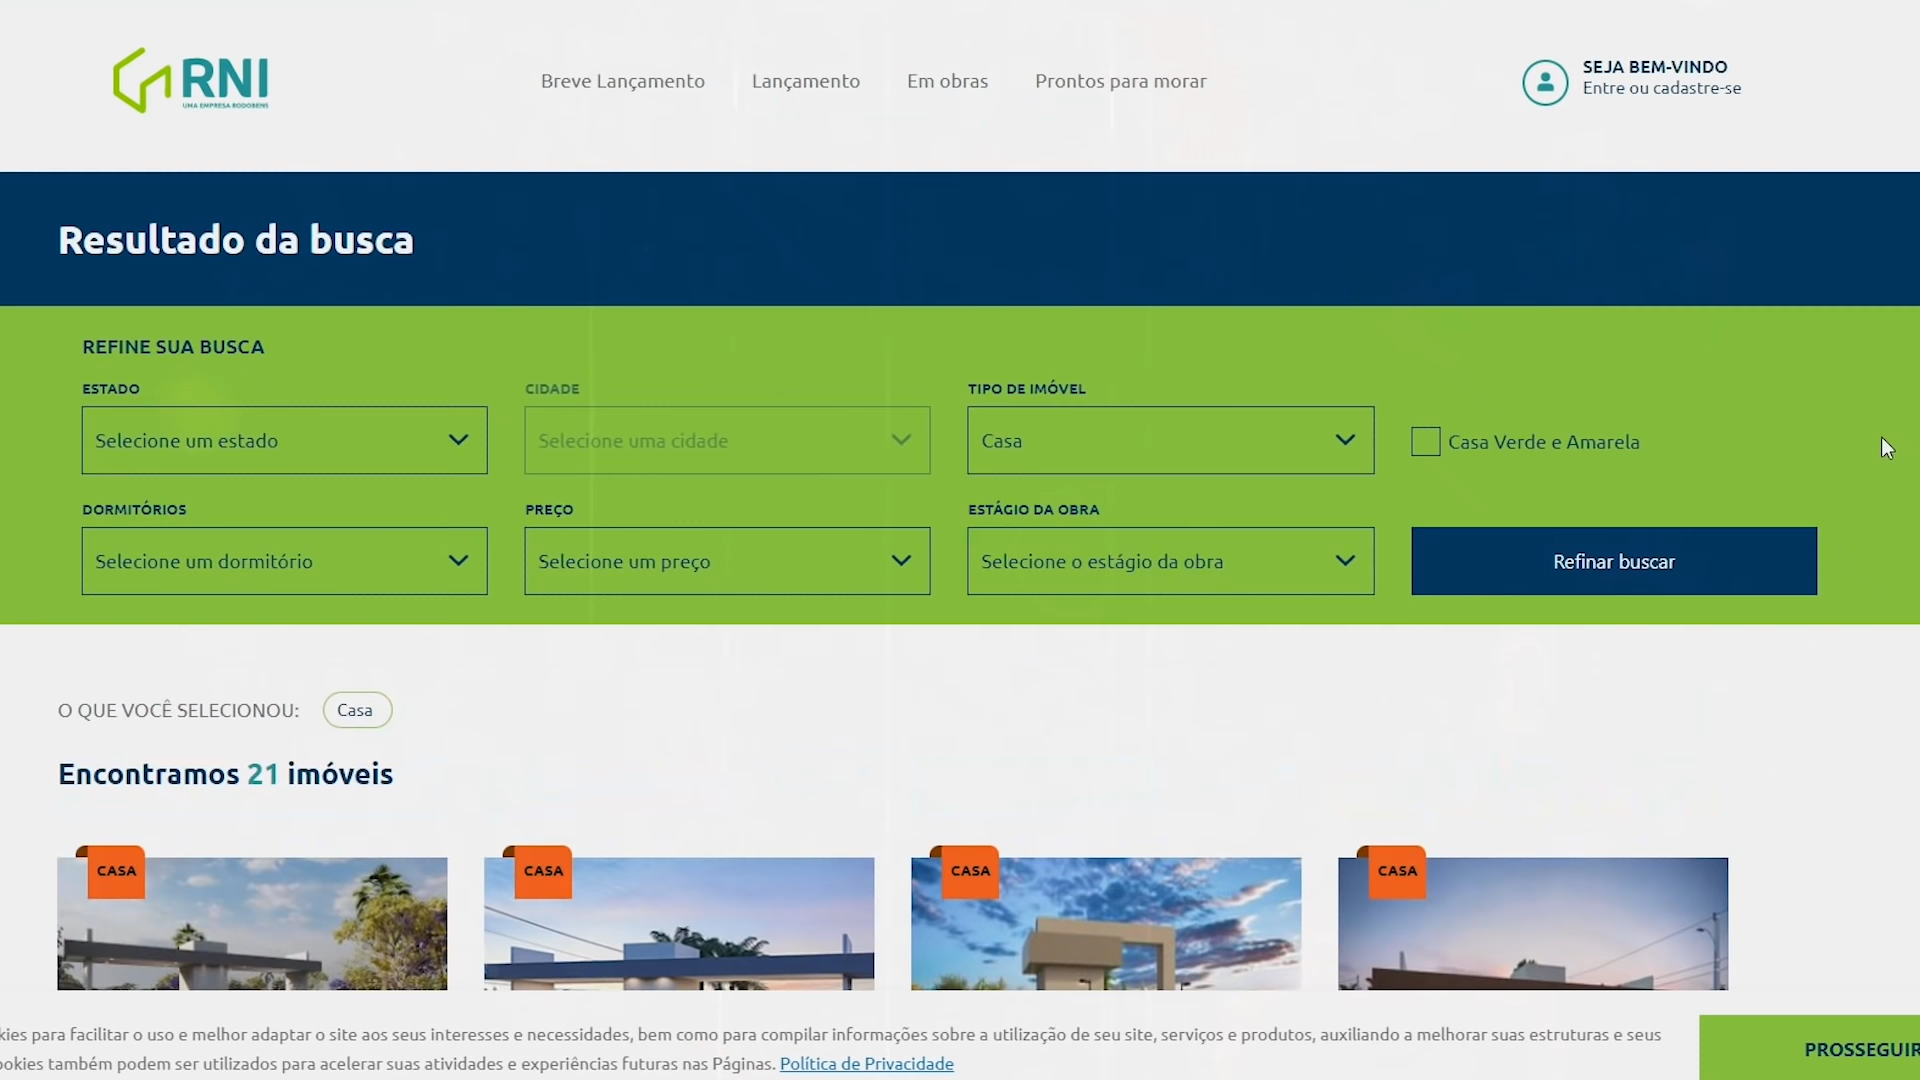 RNI
UMA EMPRESA RODOBENS
Breve Lançamento
Lançamento
Em obras
Prontos para morar
SEJA BEM-VINDO
Entre ou cadastre-se
Resultado da busca
REFINE SUA BUSCA
ESTADO
CIDADE
TIPO DE IMÓVEL
Selecione um estado
Selecione uma cidade
Casa
Casa Verde e Amarela
DORMITÓRIOS
PREÇO
ESTÁGIO DA OBRA
Selecione um dormitório
Selecione um preço
Selecione o estágio da obra
Refinar buscar
O QUE VOCÊ SELECIONOU:
Casa
Encontramos 21 imóveis
CASA
CASA
CASA
CASA
kies para facilitar o uso e melhor adaptar o site aos seus interesses e necessidades, bem como para compilar informações sobre a utilização de seu site, serviços e produtos, auxiliando a melhorar suas estruturas e seus
ookies também podem ser utilizados para acelerar suas atividades e experiências futuras nas Páginas. Política de Privacidade
PROSSEGUIR